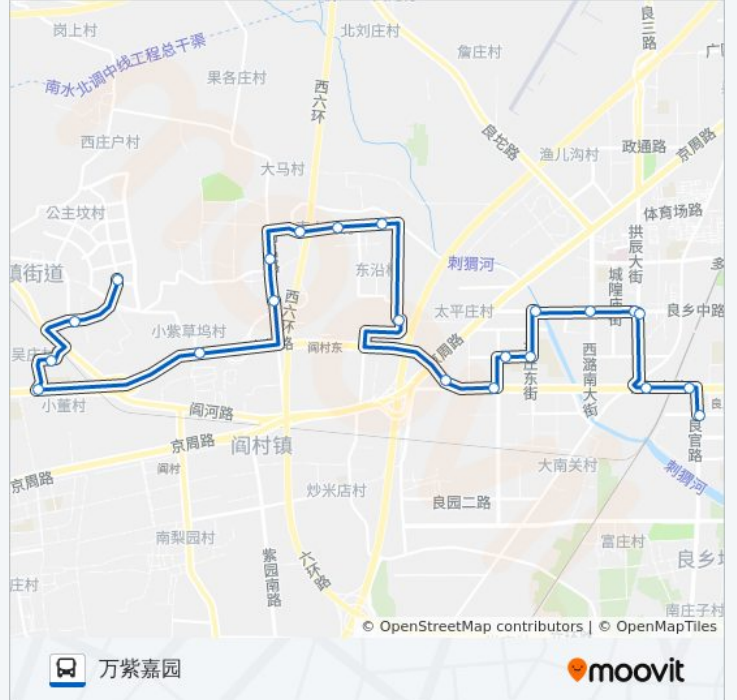 岗上村
北刘庄村
良三路
詹庄村
南水北调中线工程总干渠
果各庄村
西六环
良坨路
西庄户村
渔儿沟村
政通路
京周路
大马村
公主坟村
体育场路
拱辰大街
刺猬河
城隍庙街
镇街道
太平庄村
良乡中路
西六环路
小紫草坞村
阎村东
京周路
吴庄村
西潞南大街
庄东街
小董村
阎河路
良官路
京周路
阎村镇
大南关村
刺猬河
京周路
阎村
炒米店村
良园二路
南梨园村
富庄村
紫园南路
六环路
庄村
南庄子村
© OpenStreetMap contributors | © OpenMapTiles
万紫嘉园
moovit